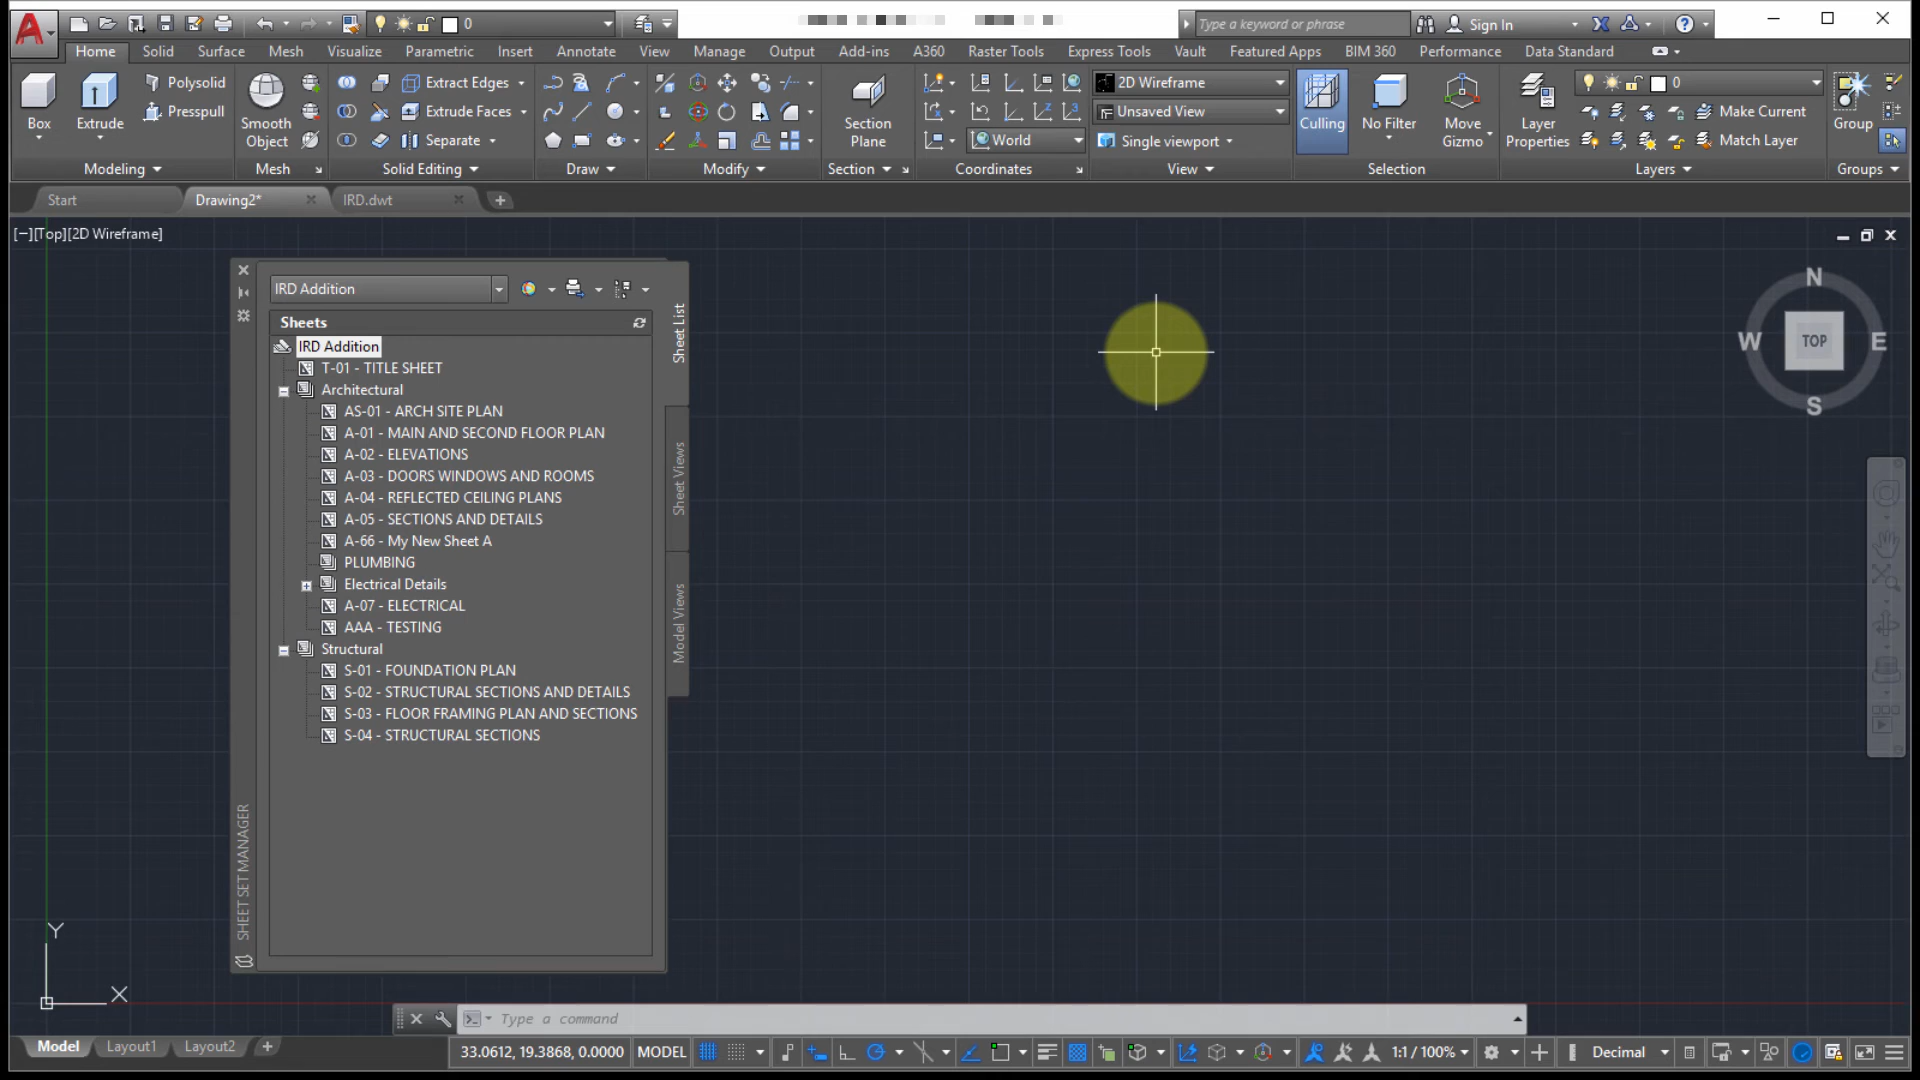 0
Type a keyword or phrase
Sign In
Home Solid Surface Mesh Visualize Parametric Insert Annotate View Manage Output Add-ins A360 Raster Tools Express Tools Vault Featured Apps BIM 360 Performance Data Standard
Box
Extrude
Polysolid
Presspull
Modeling
Smooth
Object
Mesh
Extract Edges
Extrude Faces
Separate
Solid Editing
Draw
Modify
Section
Plane
Section
World
Coordinates
2D Wireframe
Unsaved View
Single viewport
View
Culling
No Filter
Move
Gizmo
Selection
Layer
Properties
0
Make Current
Match Layer
Layers
Group
Groups
Start Drawing2* IRD.dwt
[−][Top][2D Wireframe]
IRD Addition
Sheets
IRD Addition
T-01 - TITLE SHEET
Architectural
AS-01 - ARCH SITE PLAN
A-01 - MAIN AND SECOND FLOOR PLAN
A-02 - ELEVATIONS
A-03 - DOORS WINDOWS AND ROOMS
A-04 - REFLECTED CEILING PLANS
A-05 - SECTIONS AND DETAILS
A-66 - My New Sheet A
PLUMBING
Electrical Details
A-07 - ELECTRICAL
AAA - TESTING
Structural
S-01 - FOUNDATION PLAN
S-02 - STRUCTURAL SECTIONS AND DETAILS
S-03 - FLOOR FRAMING PLAN AND SECTIONS
S-04 - STRUCTURAL SECTIONS
Sheet List
Sheet Views
Model Views
SHEET SET MANAGER
N
W TOP E
S
Y
X
Type a command
Model Layout1 Layout2
33.0612, 19.3868, 0.0000 MODEL 1:1 / 100% Decimal